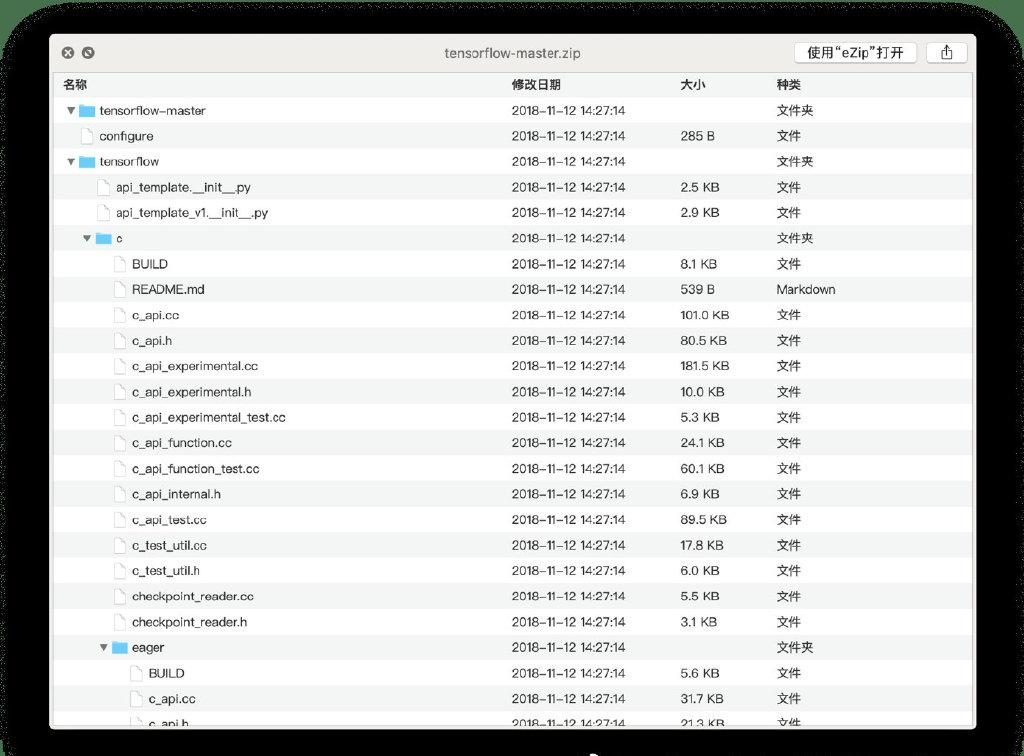 tensorflow-master.zip
使用“eZip”打开
名称 修改日期 大小 种类
tensorflow-master 2018-11-12 14:27:14 文件夹
configure 2018-11-12 14:27:14 285 B 文件
tensorflow 2018-11-12 14:27:14 文件夹
api_template.__init__.py 2018-11-12 14:27:14 2.5 KB 文件
api_template_v1.__init__.py 2018-11-12 14:27:14 2.9 KB 文件
c 2018-11-12 14:27:14 文件夹
BUILD 2018-11-12 14:27:14 8.1 KB 文件
README.md 2018-11-12 14:27:14 539 B Markdown
c_api.cc 2018-11-12 14:27:14 101.0 KB 文件
c_api.h 2018-11-12 14:27:14 80.5 KB 文件
c_api_experimental.cc 2018-11-12 14:27:14 181.5 KB 文件
c_api_experimental.h 2018-11-12 14:27:14 10.0 KB 文件
c_api_experimental_test.cc 2018-11-12 14:27:14 5.3 KB 文件
c_api_function.cc 2018-11-12 14:27:14 24.1 KB 文件
c_api_function_test.cc 2018-11-12 14:27:14 60.1 KB 文件
c_api_internal.h 2018-11-12 14:27:14 6.9 KB 文件
c_api_test.cc 2018-11-12 14:27:14 89.5 KB 文件
c_test_util.cc 2018-11-12 14:27:14 17.8 KB 文件
c_test_util.h 2018-11-12 14:27:14 6.0 KB 文件
checkpoint_reader.cc 2018-11-12 14:27:14 5.5 KB 文件
checkpoint_reader.h 2018-11-12 14:27:14 3.1 KB 文件
eager 2018-11-12 14:27:14 文件夹
BUILD 2018-11-12 14:27:14 5.6 KB 文件
c_api.cc 2018-11-12 14:27:14 31.7 KB 文件
c_api.h 2018-11-12 14:27:14 21.3 KB 文件